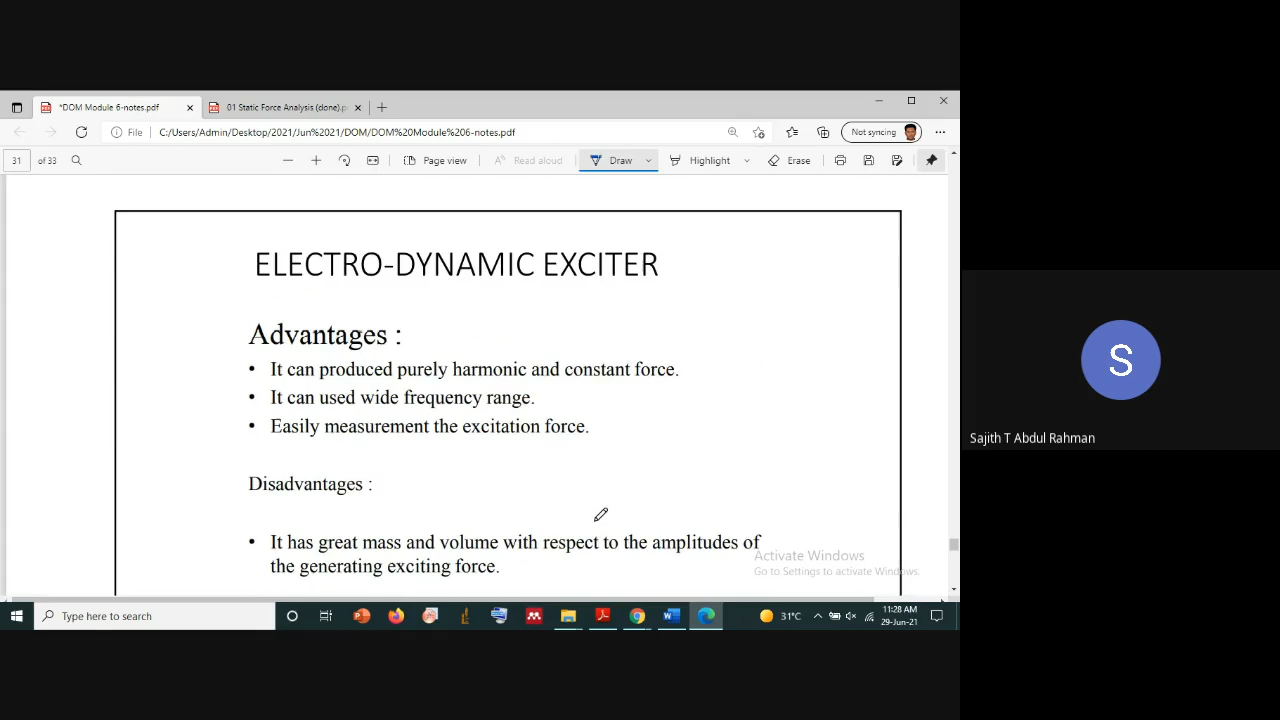 *DOM Module 6-notes.pdf
01 Static Force Analysis (done).p
File
C:/Users/Admin/Desktop/2021/Jun%2021/DOM/DOM%20Module%206-notes.pdf
Not syncing
31 of 33
Page view
Read aloud
Draw
Highlight
Erase
ELECTRO-DYNAMIC EXCITER
Advantages :
• It can produced purely harmonic and constant force.
• It can used wide frequency range.
• Easily measurement the excitation force.
Disadvantages :
• It has great mass and volume with respect to the amplitudes of
the generating exciting force.
Activate Windows
Go to Settings to activate Windows.
S
Sajith T Abdul Rahman
Type here to search
31°C
11:28 AM
29-Jun-21